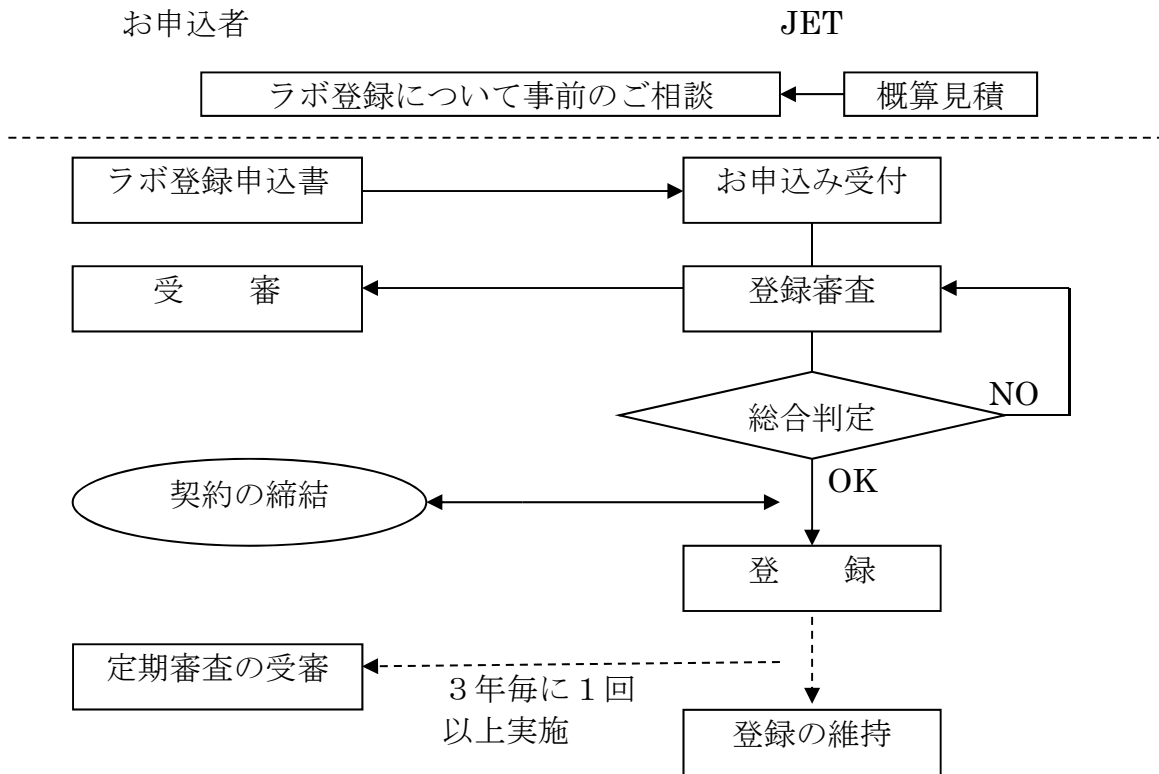 お申込者 JET
ラボ登録について事前のご相談 概算見積
ラボ登録申込書 お申込み受付
受　　審 登録審査
総合判定 NO
OK
契約の締結
登　　録
定期審査の受審
３年毎に１回
以上実施
登録の維持